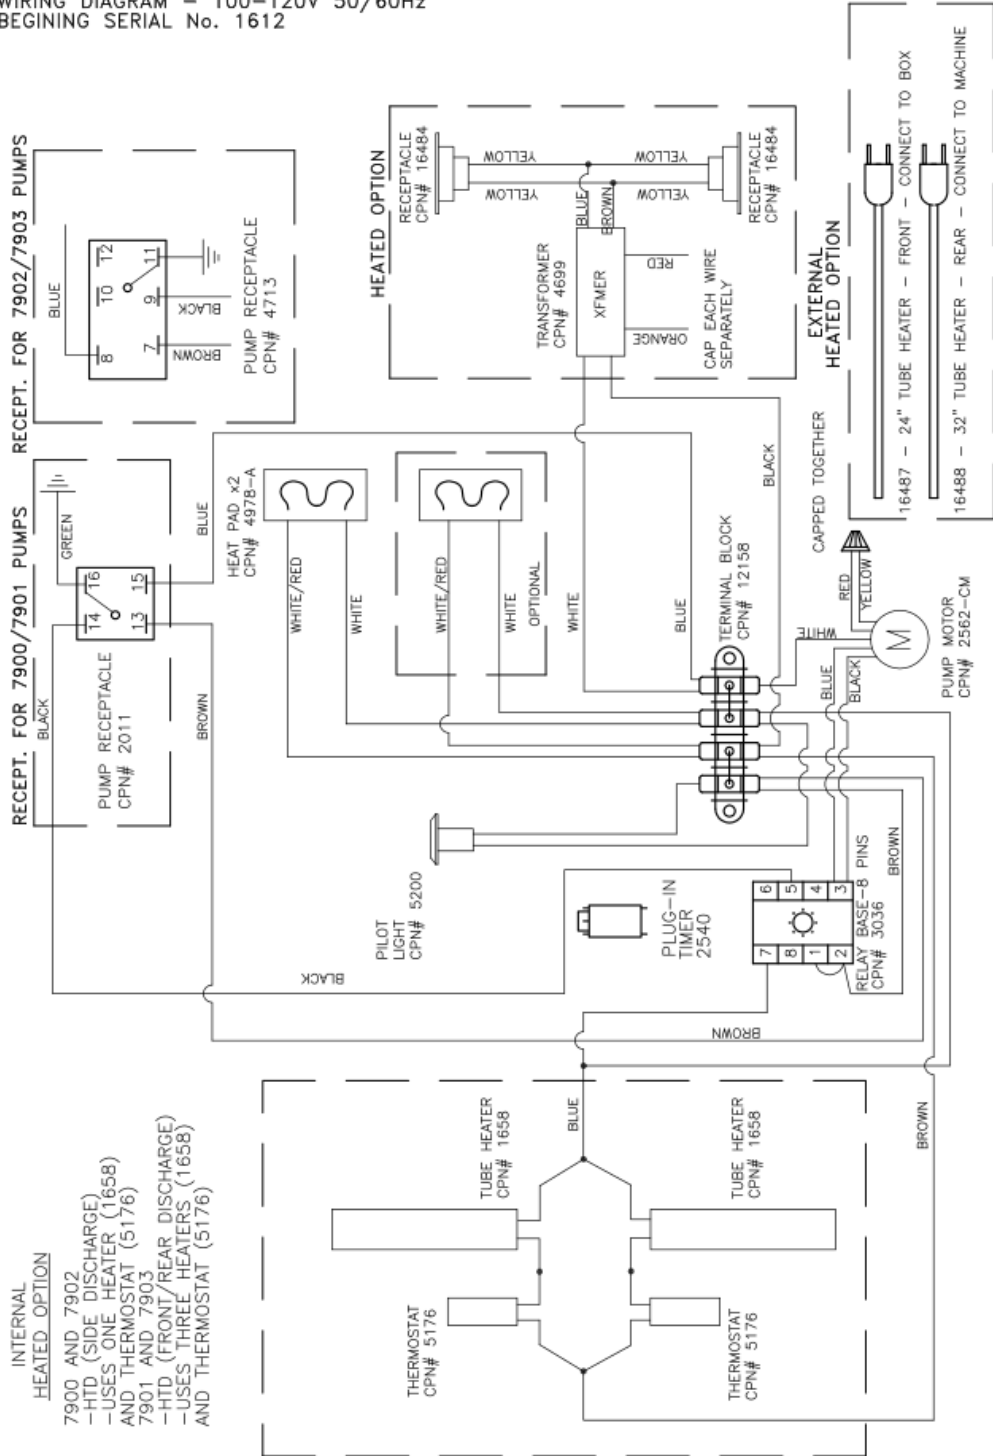 WIRING DIAGRAM - 100-120V 50/60Hz
BEGINING SERIAL No. 1612
RECEPT. FOR 7900/7901 PUMPS
BLACK
GREEN
14
16
13
15
PUMP RECEPTACLE
CPN# 2011
BROWN
BLUE
RECEPT. FOR 7902/7903 PUMPS
BLUE
8
10
12
7
9
11
BROWN
BLACK
PUMP RECEPTACLE
CPN# 4713
HEATED OPTION
RECEPTACLE
CPN# 16484
YELLOW
YELLOW
YELLOW
YELLOW
BLUE
BROWN
RECEPTACLE
CPN# 16484
TRANSFORMER
CPN# 4699
XFMER
RED
ORANGE
CAP EACH WIRE
SEPARATELY
HEAT PAD x2
CPN# 4978-A
WHITE/RED
WHITE
WHITE/RED
WHITE
OPTIONAL
WHITE
BLUE
BLACK
TERMINAL BLOCK
CPN# 12158
EXTERNAL
HEATED OPTION
16487 - 24" TUBE HEATER - FRONT - CONNECT TO BOX
16488 - 32" TUBE HEATER - REAR - CONNECT TO MACHINE
CAPPED TOGETHER
RED
YELLOW
WHITE
BLUE
BLACK
M
PUMP MOTOR
CPN# 2562-CM
PILOT
LIGHT
CPN# 5200
PLUG-IN
TIMER
2540
7
8
1
2
6
5
4
3
RELAY BASE-8 PINS
CPN# 3036
BROWN
BLACK
BROWN
INTERNAL
HEATED OPTION
7900 AND 7902
-HTD (SIDE DISCHARGE)
-USES ONE HEATER (1658)
AND THERMOSTAT (5176)
7901 AND 7903
-HTD (FRONT/REAR DISCHARGE)
-USES THREE HEATERS (1658)
AND THERMOSTAT (5176)
TUBE HEATER
CPN# 1658
BLUE
TUBE HEATER
CPN# 1658
THERMOSTAT
CPN# 5176
THERMOSTAT
CPN# 5176
BROWN